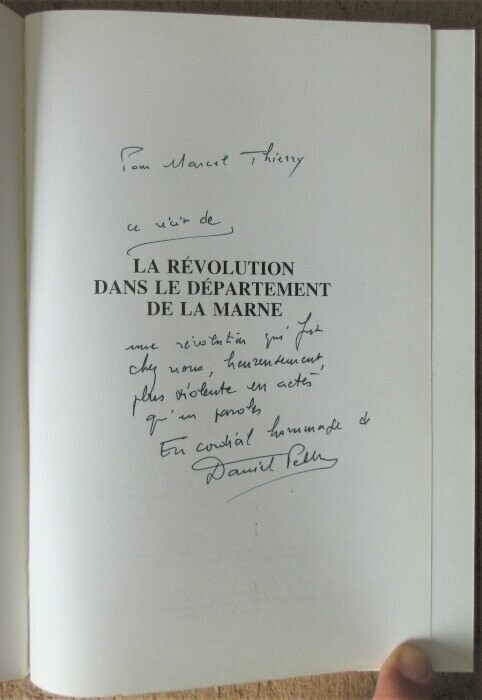 Pour Marcel Thierry
ce récit de
LA RÉVOLUTION
DANS LE DÉPARTEMENT
DE LA MARNE
une révolution qui fut
chez nous, heureusement,
plus violente en actes
qu'en paroles
En cordial hommage de
Daniel